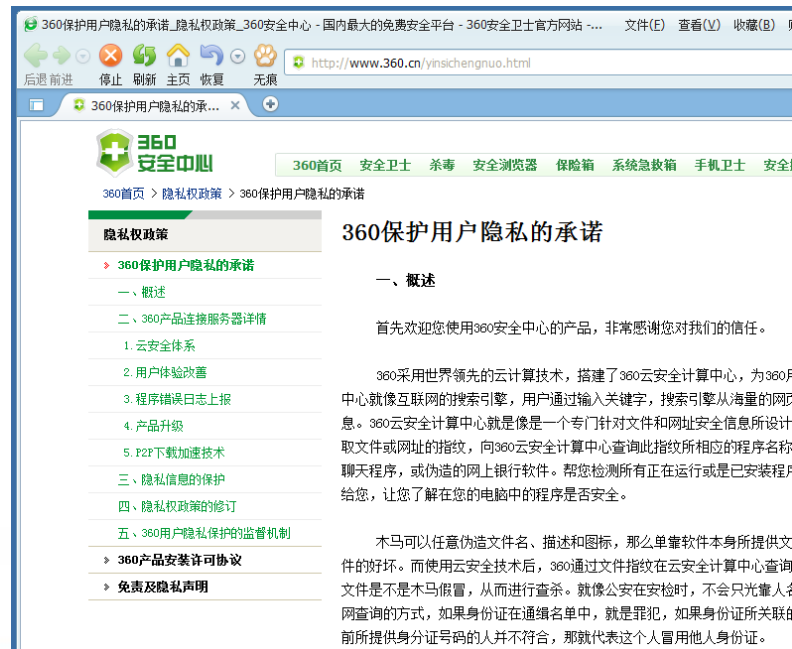 360保护用户隐私的承诺_隐私权政策_360安全中心 - 国内最大的免费安全平台 - 360安全卫士官方网站 -... 文件(F) 查看(V) 收藏(B)
后退 前进 停止 刷新 主页 恢复 无痕 http://www.360.cn/yinsichengnuo.html
360保护用户隐私的承...
360
安全中心
360首页 安全卫士 杀毒 安全浏览器 保险箱 系统急救箱 手机卫士 安全
360首页 > 隐私权政策 > 360保护用户隐私的承诺
隐私权政策
360保护用户隐私的承诺
一、概述
二、360产品连接服务器详情
1.云安全体系
2.用户体验改善
3.程序错误日志上报
4.产品升级
5.P2P下载加速技术
三、隐私信息的保护
四、隐私权政策的修订
五、360用户隐私保护的监督机制
360产品安装许可协议
免责及隐私声明
360保护用户隐私的承诺
一、概述
首先欢迎您使用360安全中心的产品，非常感谢您对我们的信任。
360采用世界领先的云计算技术，搭建了360云安全计算中心，为360用
中心就像互联网的搜索引擎，用户通过输入关键字，搜索引擎从海量的网页
息。360云安全计算中心就是像是一个专门针对文件和网址安全信息所设计
取文件或网址的指纹，向360云安全计算中心查询此指纹所相应的程序名称
聊天程序，或伪造的网上银行软件。帮您检测所有正在运行或是已安装程序
给您，让您了解在您的电脑中的程序是否安全。
木马可以任意伪造文件名、描述和图标，那么单靠软件本身所提供文
件的好坏。而使用云安全技术后，360通过文件指纹在云安全计算中心查询
文件是不是木马假冒，从而进行查杀。就像公安在安检时，不会只光靠人名
网查询的方式，如果身份证在通缉名单中，就是罪犯，如果身份证所关联的
前所提供身分证号码的人并不符合，那就代表这个人冒用他人身份证。